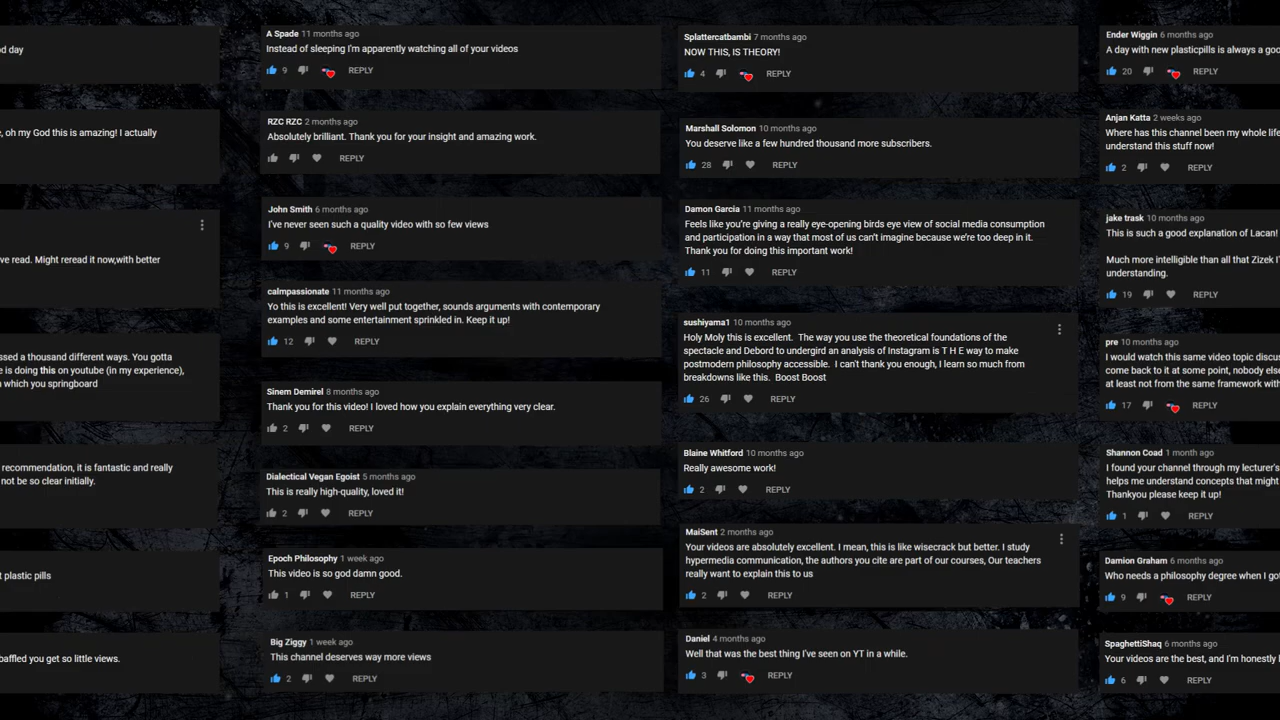 od day
, oh my God this is amazing! I actually
ve read. Might reread it now,with better
ssed a thousand different ways. You gotta
e is doing this on youtube (in my experience),
n which you springboard
recommendation, it is fantastic and really
not be so clear initially.
t plastic pills
baffled you get so little views.
A Spade 11 months ago
Instead of sleeping I'm apparently watching all of your videos
9 REPLY
RZC RZC 2 months ago
Absolutely brilliant. Thank you for your insight and amazing work.
REPLY
John Smith 6 months ago
I've never seen such a quality video with so few views
9 REPLY
calmpassionate 11 months ago
Yo this is excellent! Very well put together, sounds arguments with contemporary
examples and some entertainment sprinkled in. Keep it up!
12 REPLY
Sinem Demirel 8 months ago
Thank you for this video! I loved how you explain everything very clear.
2 REPLY
Dialectical Vegan Egoist 5 months ago
This is really high-quality, loved it!
2 REPLY
Epoch Philosophy 1 week ago
This video is so god damn good.
1 REPLY
Big Ziggy 1 week ago
This channel deserves way more views
2 REPLY
Splattercatbambi 7 months ago
NOW THIS, IS THEORY!
4 REPLY
Marshall Solomon 10 months ago
You deserve like a few hundred thousand more subscribers.
28 REPLY
Damon Garcia 11 months ago
Feels like you're giving a really eye-opening birds eye view of social media consumption
and participation in a way that most of us can't imagine because we're too deep in it.
Thank you for doing this important work!
11 REPLY
sushiyama1 10 months ago
Holy Moly this is excellent. The way you use the theoretical foundations of the
spectacle and Debord to undergird an analysis of Instagram is T H E way to make
postmodern philosophy accessible. I can't thank you enough, I learn so much from
breakdowns like this. Boost Boost
26 REPLY
Blaine Whitford 10 months ago
Really awesome work!
2 REPLY
MaiSent 2 months ago
Your videos are absolutely excellent. I mean, this is like wisecrack but better. I study
hypermedia communication, the authors you cite are part of our courses, Our teachers
really want to explain this to us
2 REPLY
Daniel 4 months ago
Well that was the best thing I've seen on YT in a while.
3 REPLY
Ender Wiggin 6 months ago
A day with new plasticpills is always a goo
20 REPLY
Anjan Katta 2 weeks ago
Where has this channel been my whole life
understand this stuff now!
2 REPLY
jake trask 10 months ago
This is such a good explanation of Lacan!
Much more intelligible than all that Zizek I'
understanding.
19 REPLY
pre 10 months ago
I would watch this same video topic discus
come back to it at some point, nobody else
at least not from the same framework with
17 REPLY
Shannon Coad 1 month ago
I found your channel through my lecturer's
helps me understand concepts that might
Thankyou please keep it up!
1 REPLY
Damion Graham 6 months ago
Who needs a philosophy degree when I go
9 REPLY
SpaghettiShaq 6 months ago
Your videos are the best, and I'm honestly
6 REPLY